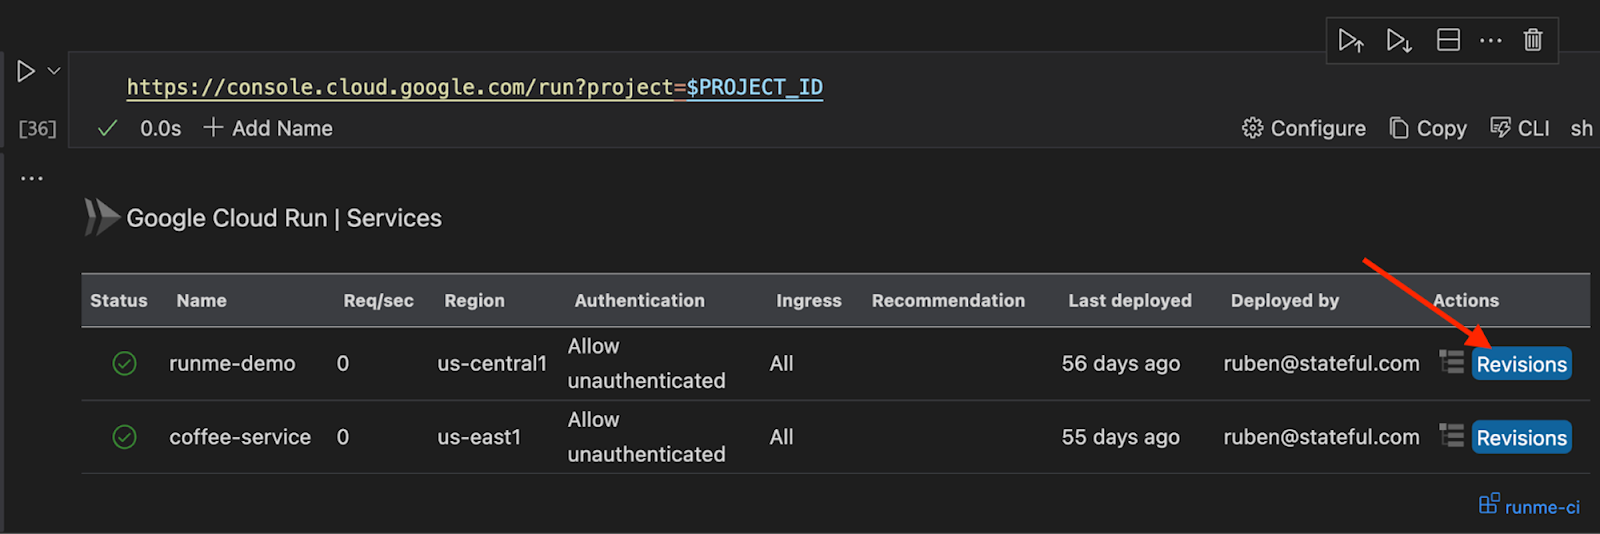 https://console.cloud.google.com/run?project=$PROJECT_ID
[36] 0.0s Add Name Configure Copy CLI sh
...
Google Cloud Run | Services
Status Name Req/sec Region Authentication Ingress Recommendation Last deployed Deployed by Actions
runme-demo 0 us-central1 Allow unauthenticated All 56 days ago ruben@stateful.com Revisions
coffee-service 0 us-east1 Allow unauthenticated All 55 days ago ruben@stateful.com Revisions
runme-ci